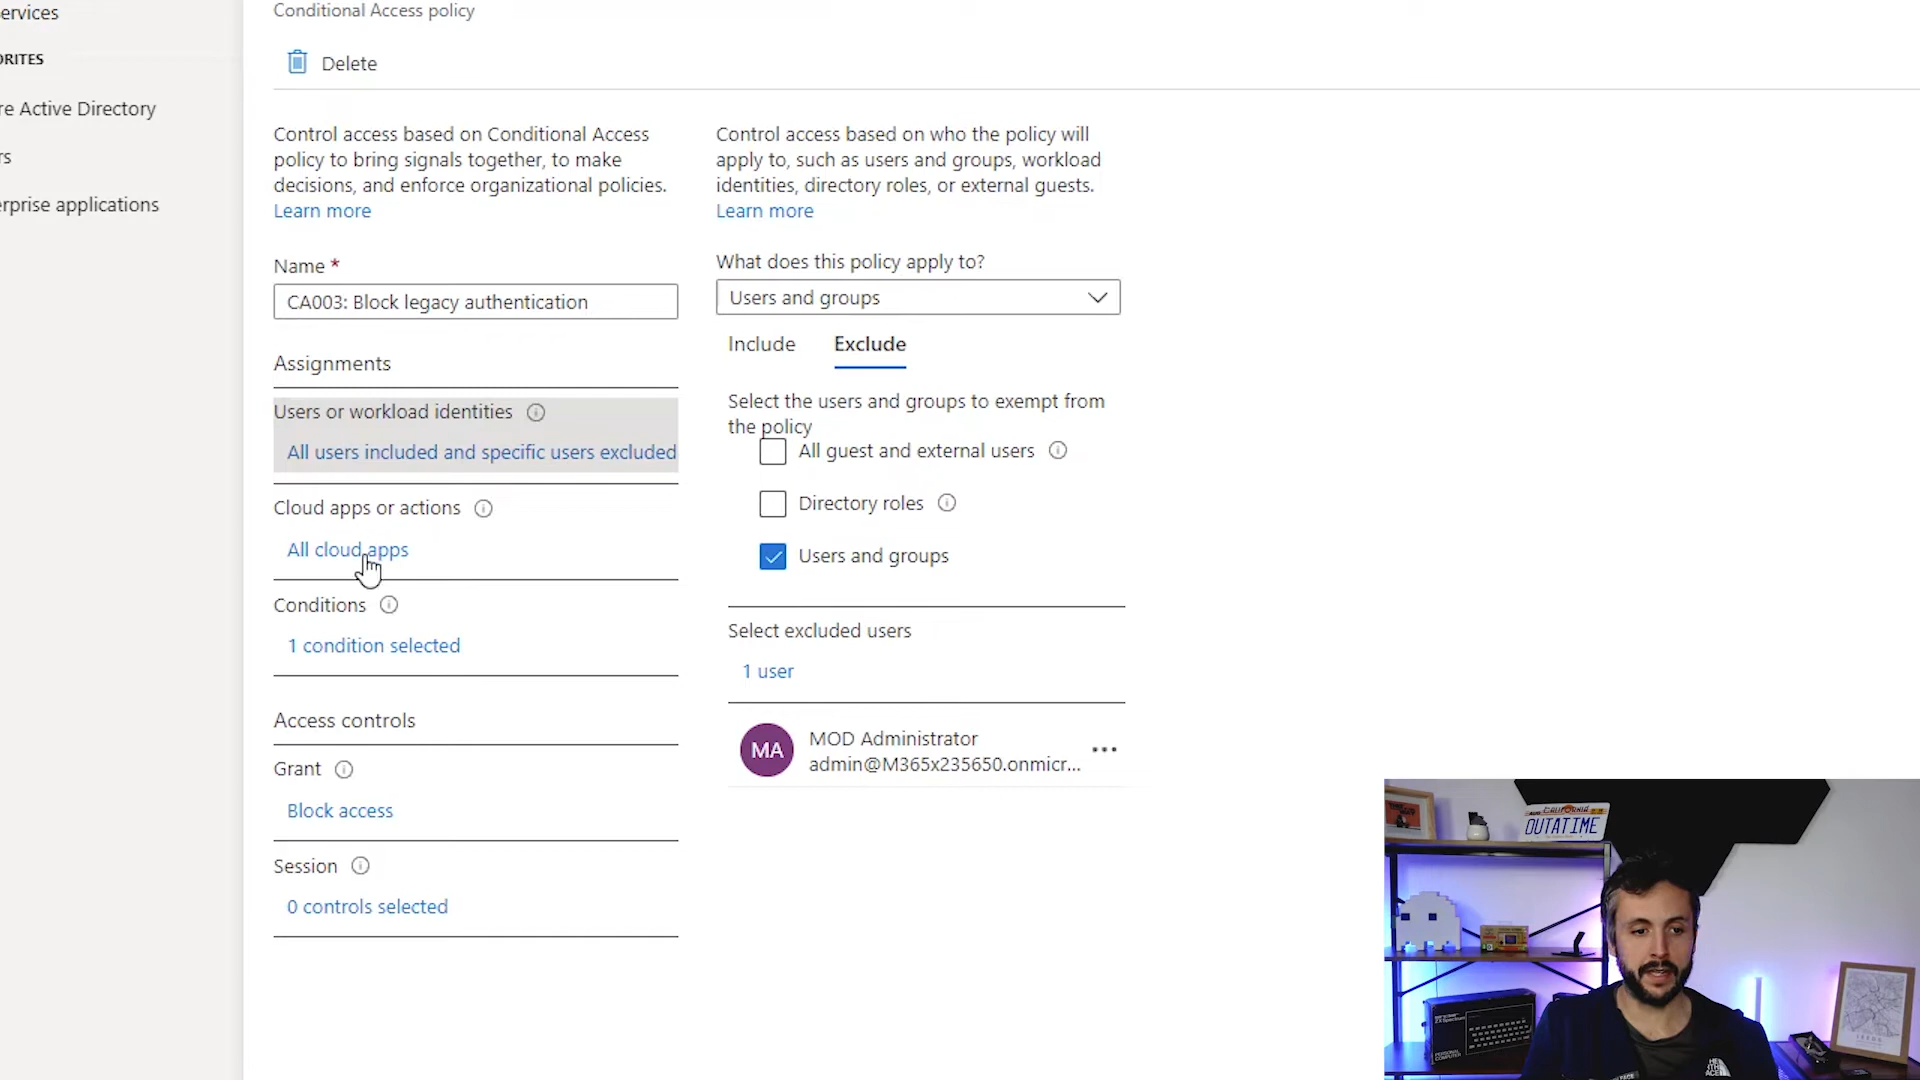 ervices
ORITES
re Active Directory
rs
erprise applications
Conditional Access policy
Delete
Control access based on Conditional Access
policy to bring signals together, to make
decisions, and enforce organizational policies.
Learn more
Name *
CA003: Block legacy authentication
Assignments
Users or workload identities
All users included and specific users excluded
Cloud apps or actions
All cloud apps
Conditions
1 condition selected
Access controls
Grant
Block access
Session
0 controls selected
Control access based on who the policy will
apply to, such as users and groups, workload
identities, directory roles, or external guests.
Learn more
What does this policy apply to?
Users and groups
Include Exclude
Select the users and groups to exempt from
the policy
All guest and external users
Directory roles
Users and groups
Select excluded users
1 user
MA
MOD Administrator
admin@M365x235650.onmicr...
California
OUTATIME
PERSONAL
COMPUTER
LEEDS